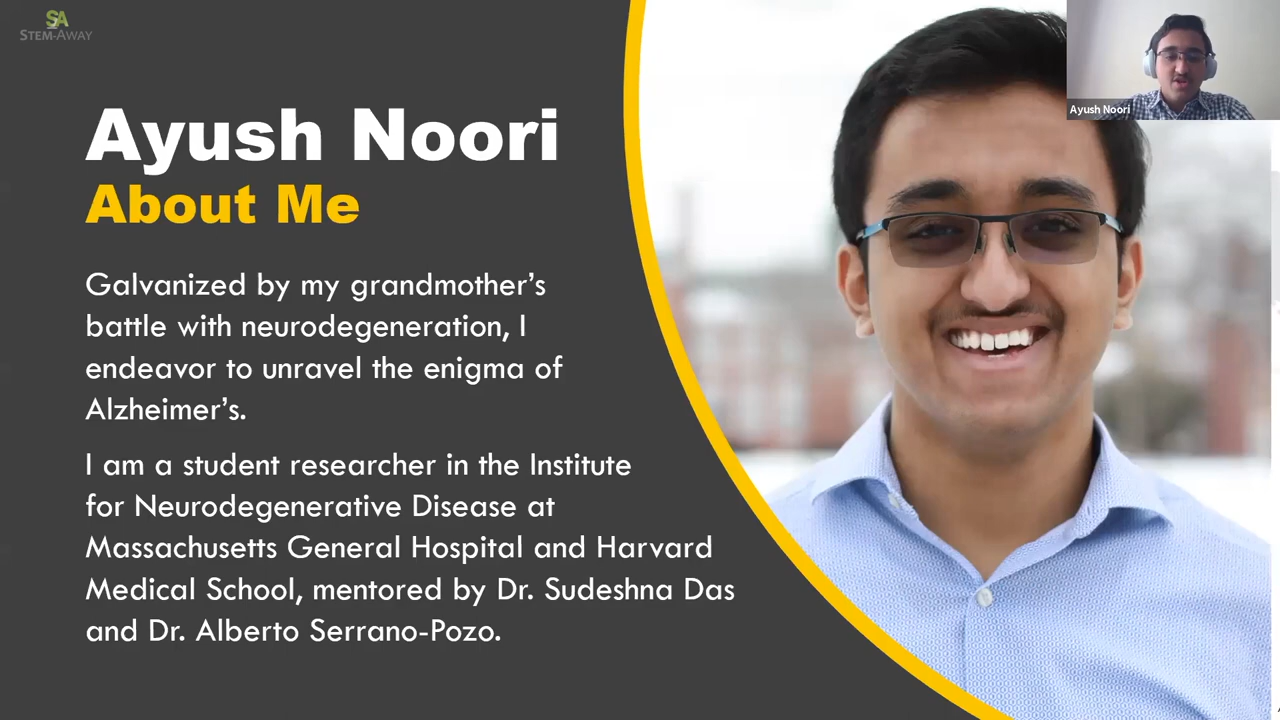 SA
STEM-AWAY
Ayush Noori
About Me
Galvanized by my grandmother's
battle with neurodegeneration, I
endeavor to unravel the enigma of
Alzheimer's.
I am a student researcher in the Institute
for Neurodegenerative Disease at
Massachusetts General Hospital and Harvard
Medical School, mentored by Dr. Sudeshna Das
and Dr. Alberto Serrano-Pozo.
Ayush Noori